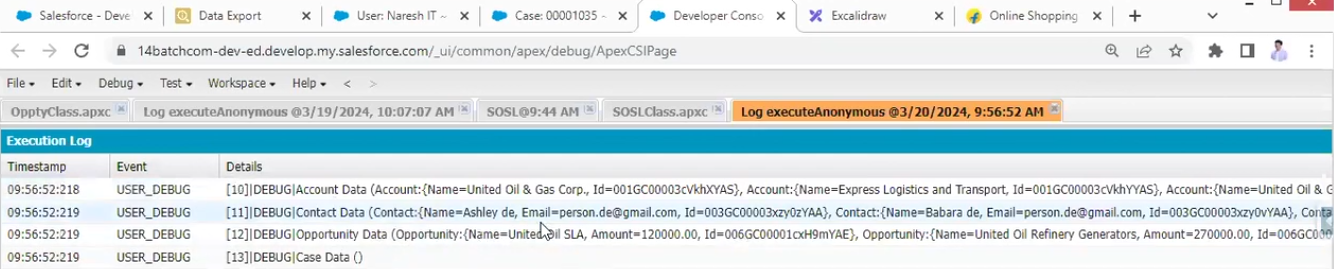 Salesforce - Deve
Data Export
User: Naresh IT ~
Case: 00001035 ~
Developer Conso
Excalidraw
Online Shopping
14batchcom-dev-ed.develop.my.salesforce.com/_ui/common/apex/debug/ApexCSIPage
File Edit Debug Test Workspace Help < >
OpptyClass.apxc
Log executeAnonymous @3/19/2024, 10:07:07 AM
SOSL@9:44 AM
SOSLClass.apxc
Log executeAnonymous @3/20/2024, 9:56:52 AM
Execution Log
Timestamp Event Details
09:56:52:218 USER_DEBUG [10]|DEBUG|Account Data (Account:{Name=United Oil & Gas Corp., Id=001GC00003cVkhXYAS}, Account:{Name=Express Logistics and Transport, Id=001GC00003cVkhYYAS}, Account:{Name=United Oil & G
09:56:52:219 USER_DEBUG [11]|DEBUG|Contact Data (Contact:{Name=Ashley de, Email=person.de@gmail.com, Id=003GC00003xzy0zYAA}, Contact:{Name=Babara de, Email=person.de@gmail.com, Id=003GC00003xzy0vYAA}, Conta
09:56:52:219 USER_DEBUG [12]|DEBUG|Opportunity Data (Opportunity:{Name=United Oil SLA, Amount=120000.00, Id=006GC00001cxH9mYAE}, Opportunity:{Name=United Oil Refinery Generators, Amount=270000.00, Id=006GC0
09:56:52:219 USER_DEBUG [13]|DEBUG|Case Data ()